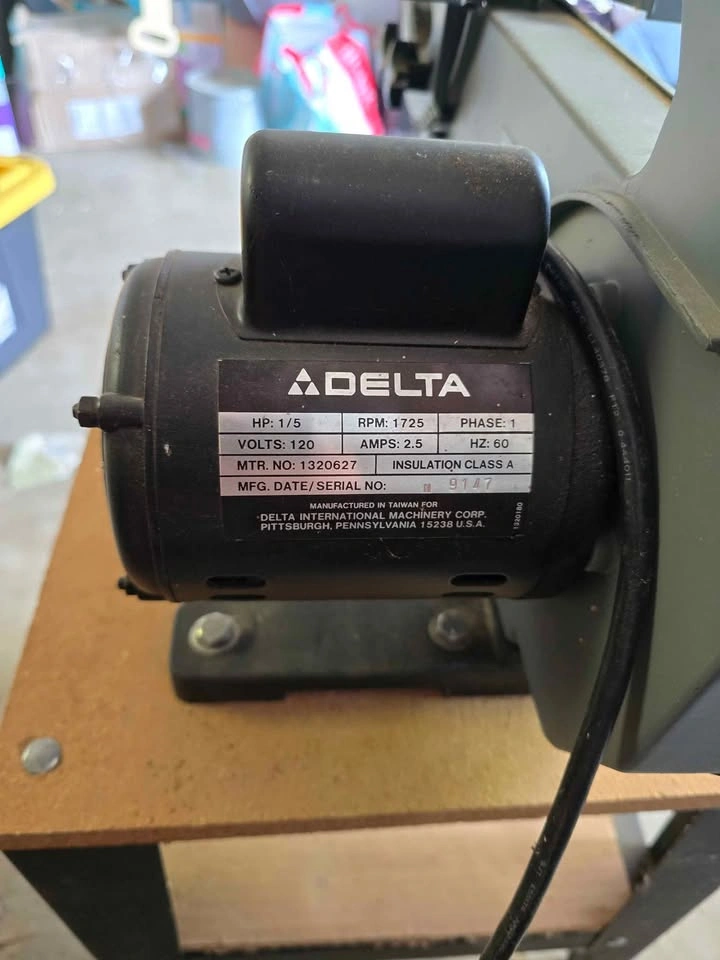 DELTA
HP: 1/5 RPM: 1725 PHASE: 1
VOLTS: 120 AMPS: 2.5 HZ: 60
MTR. NO: 1320627 INSULATION CLASS A
MFG. DATE/SERIAL NO: 9147
MANUFACTURED IN TAIWAN FOR
DELTA INTERNATIONAL MACHINERY CORP.
PITTSBURGH, PENNSYLVANIA 15238 U.S.A.
1320180